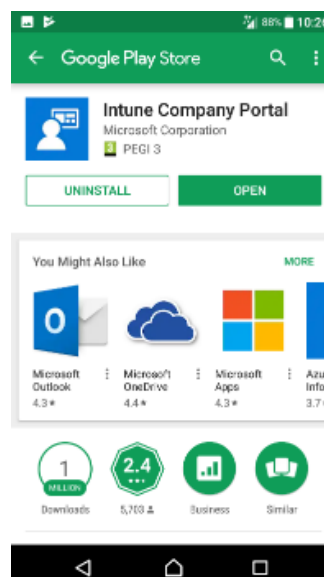 88% 10:26
Google Play Store
Intune Company Portal
Microsoft Corporation
3 PEGI 3
UNINSTALL
OPEN
You Might Also Like
MORE
Microsoft Outlook
4.3★
Microsoft OneDrive
4.4★
Microsoft Apps
4.3★
Azu
Info
3.7
1
MILLION
Downloads
2.4
5,703
Business
Similar